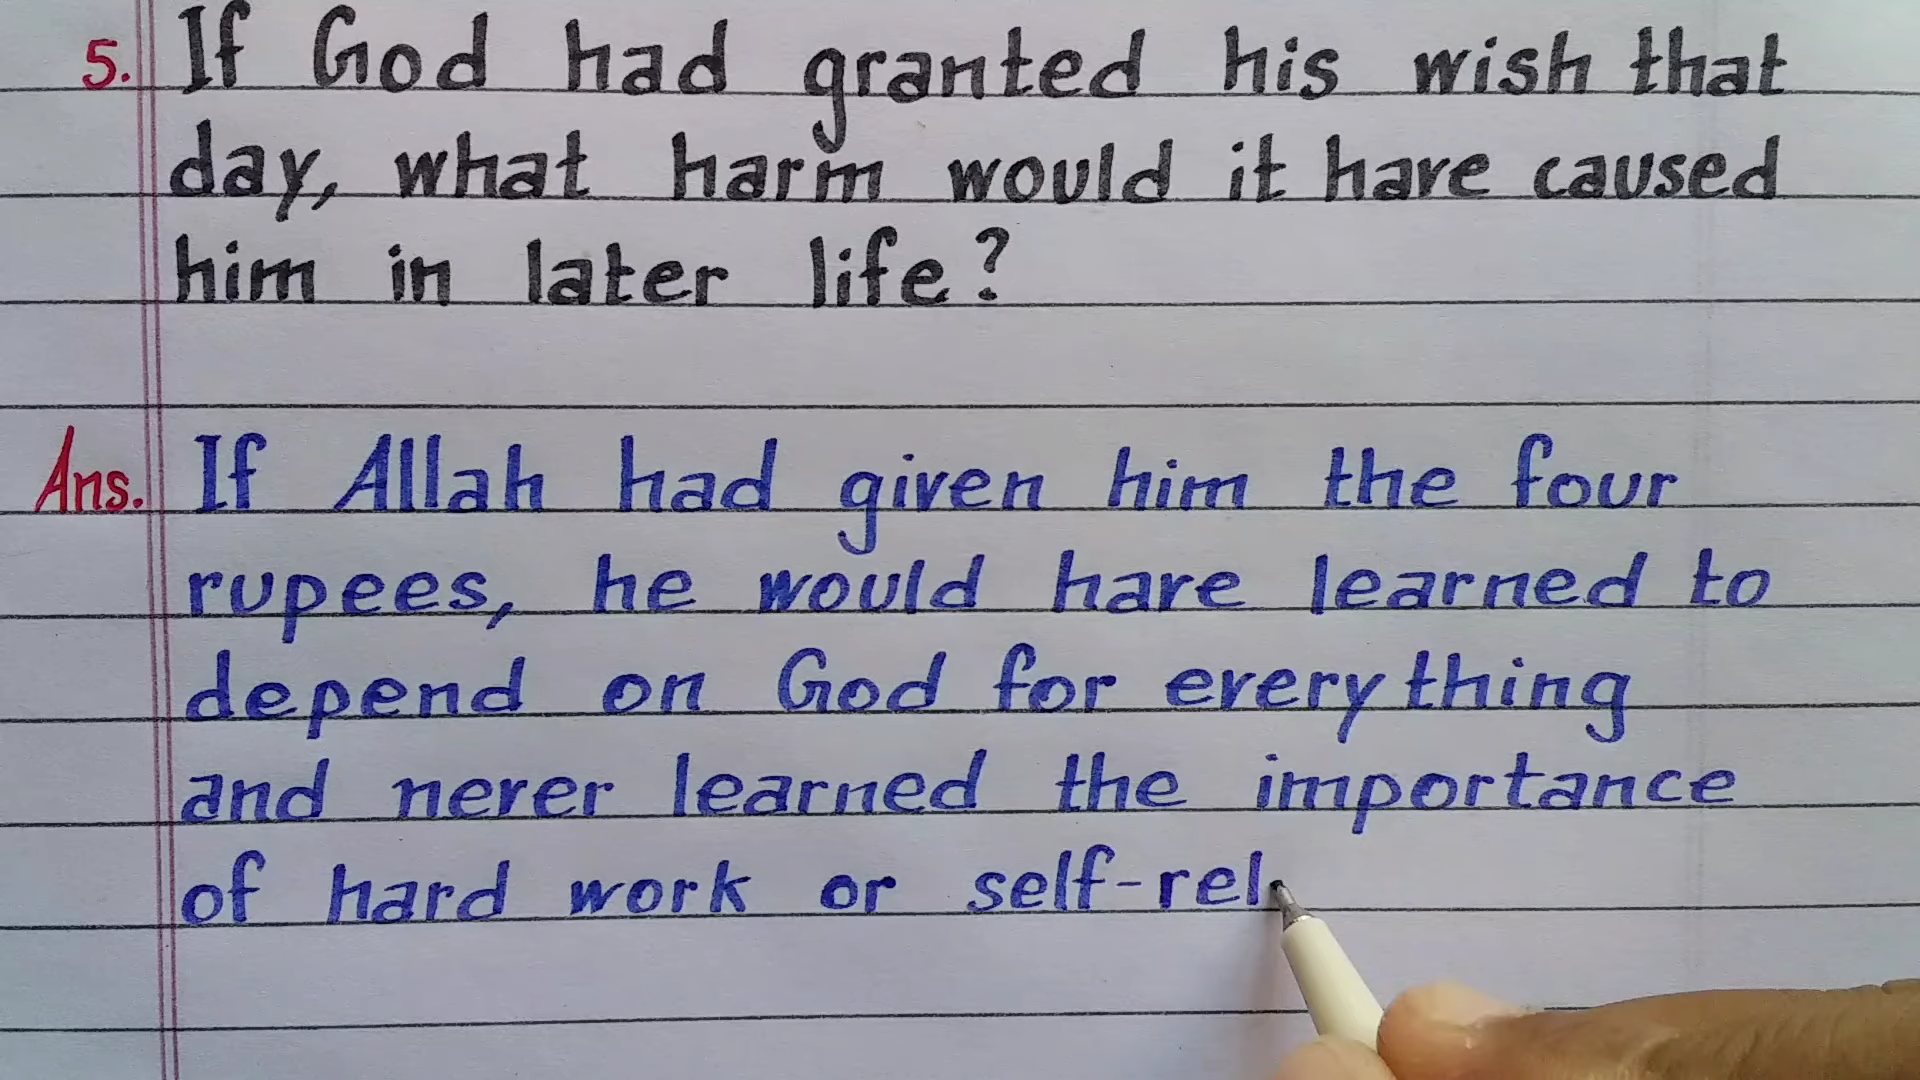 5. If God had granted his wish that
day, what harm would it have caused
him in later life?
Ans. If Allah had given him the four
rupees, he would have learned to
depend on God for everything
and never learned the importance
of hard work or self-rel